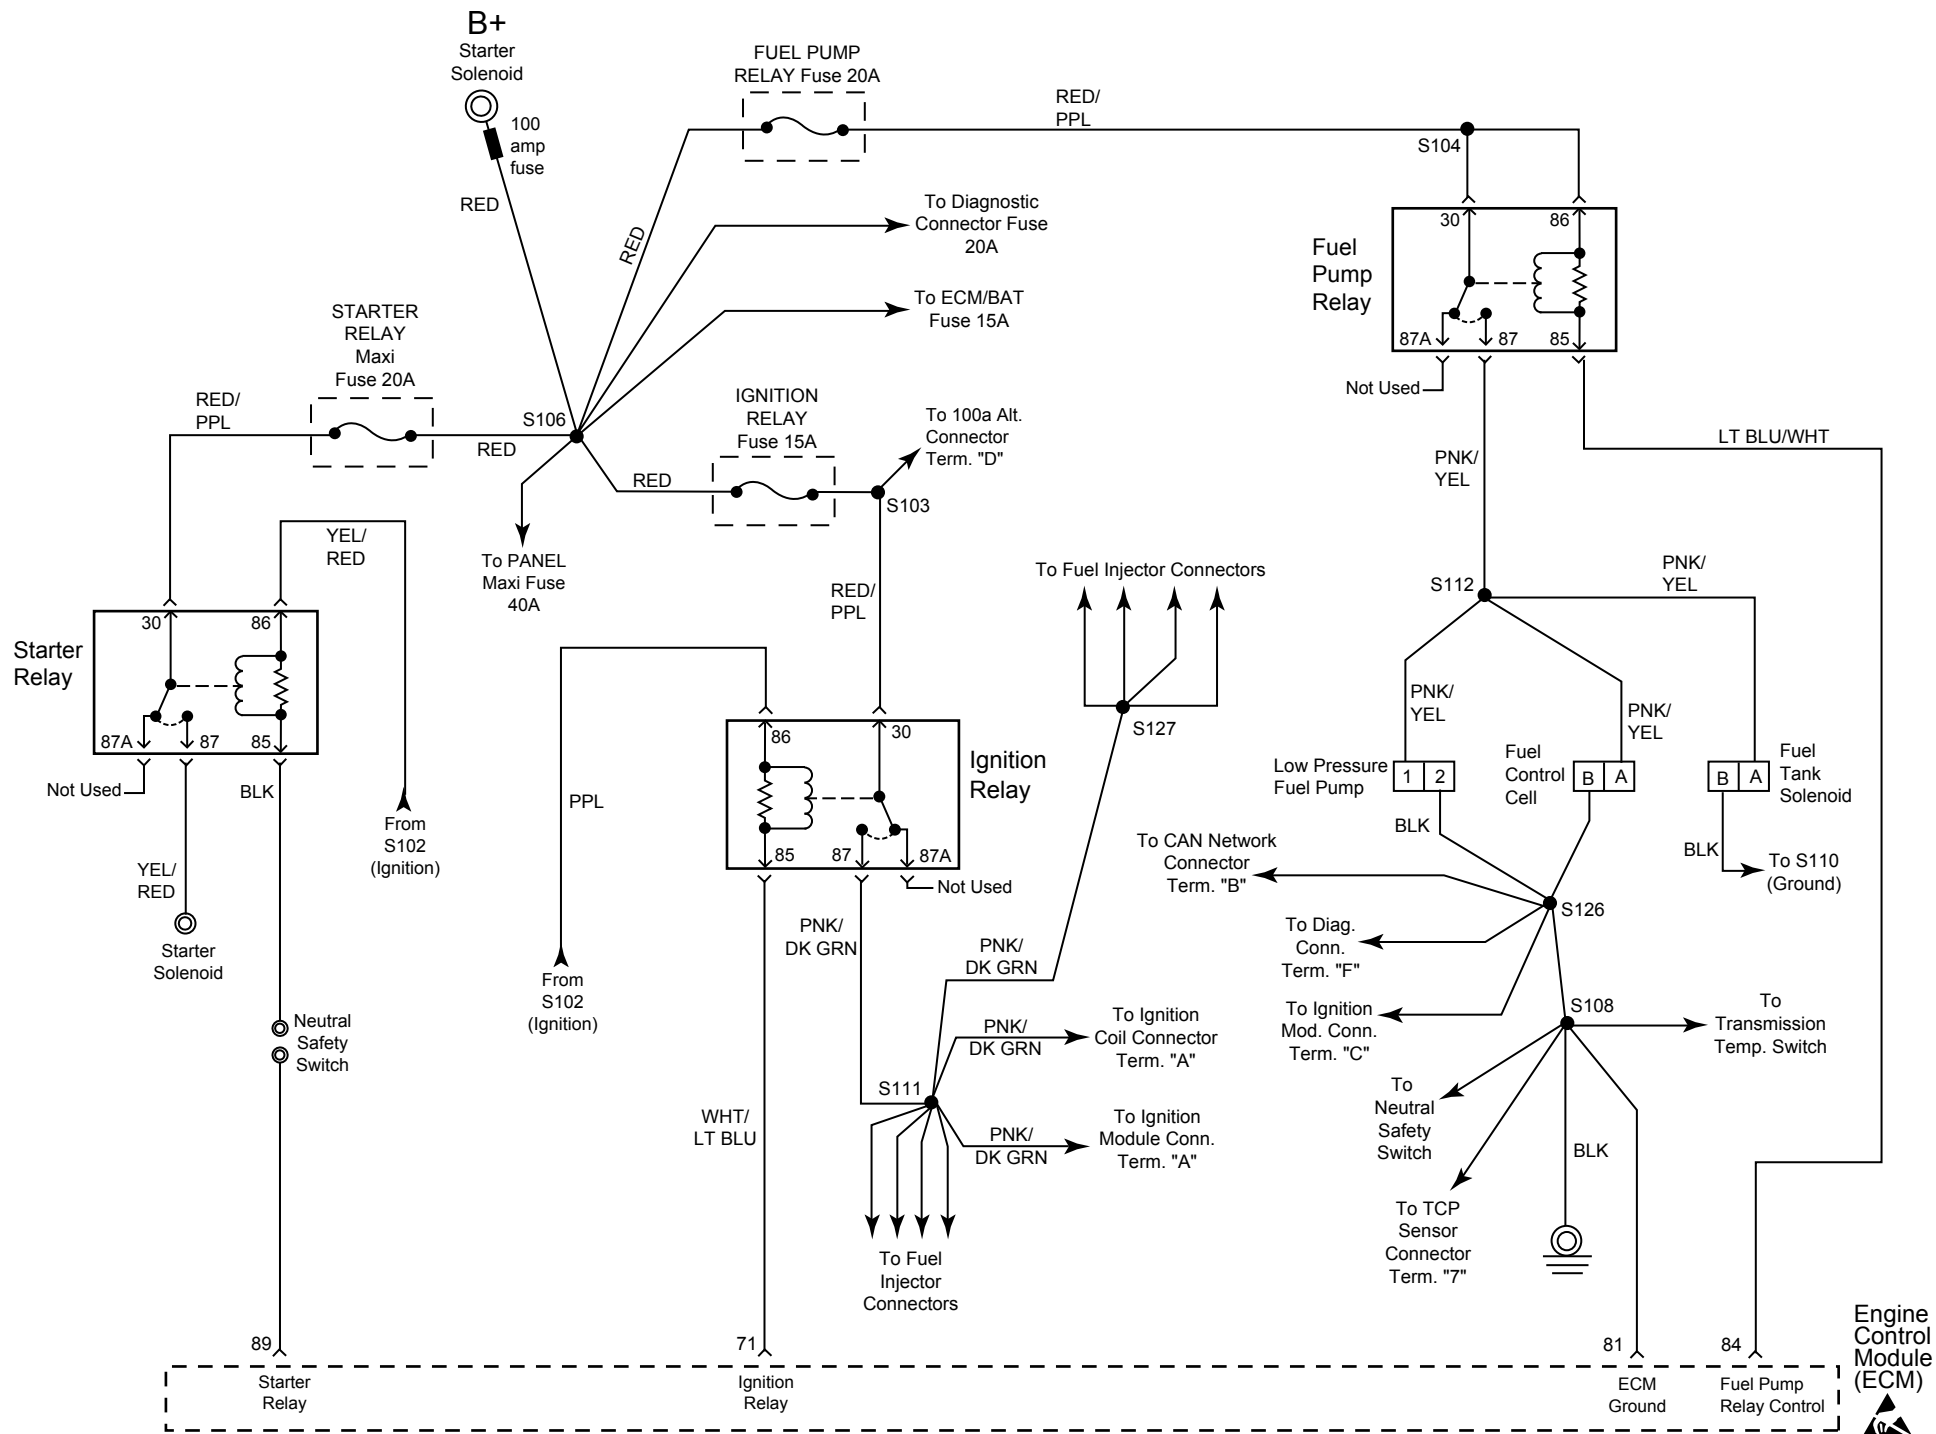 B+
Starter
Solenoid
100
amp
fuse
RED
FUEL PUMP
RELAY Fuse 20A
RED/
PPL
S104
30
86
Fuel
Pump
Relay
87A
87
85
Not Used
RED
To Diagnostic
Connector Fuse
20A
To ECM/BAT
Fuse 15A
STARTER
RELAY
Maxi
Fuse 20A
RED/
PPL
S106
RED
IGNITION
RELAY
Fuse 15A
RED
To 100a Alt.
Connector
Term. "D"
S103
LT BLU/WHT
PNK/
YEL
YEL/
RED
To PANEL
Maxi Fuse
40A
RED/
PPL
To Fuel Injector Connectors
S127
S112
PNK/
YEL
Starter
Relay
30
86
87A
87
85
Not Used
BLK
From
S102
(Ignition)
YEL/
RED
Starter
Solenoid
Neutral
Safety
Switch
PPL
From
S102
(Ignition)
86
30
Ignition
Relay
85
87
87A
Not Used
PNK/
DK GRN
PNK/
DK GRN
WHT/
LT BLU
S111
PNK/
DK GRN
To Ignition
Coil Connector
Term. "A"
PNK/
DK GRN
To Ignition
Module Conn.
Term. "A"
To Fuel
Injector
Connectors
PNK/
YEL
PNK/
YEL
Low Pressure
Fuel Pump
1 2
Fuel
Control
Cell
B A
B A
Fuel
Tank
Solenoid
BLK
BLK
To S110
(Ground)
To CAN Network
Connector
Term. "B"
S126
To Diag.
Conn.
Term. "F"
To Ignition
Mod. Conn.
Term. "C"
S108
To
Transmission
Temp. Switch
To
Neutral
Safety
Switch
BLK
To TCP
Sensor
Connector
Term. "7"
89
71
81
84
Starter
Relay
Ignition
Relay
ECM
Ground
Fuel Pump
Relay Control
Engine
Control
Module
(ECM)